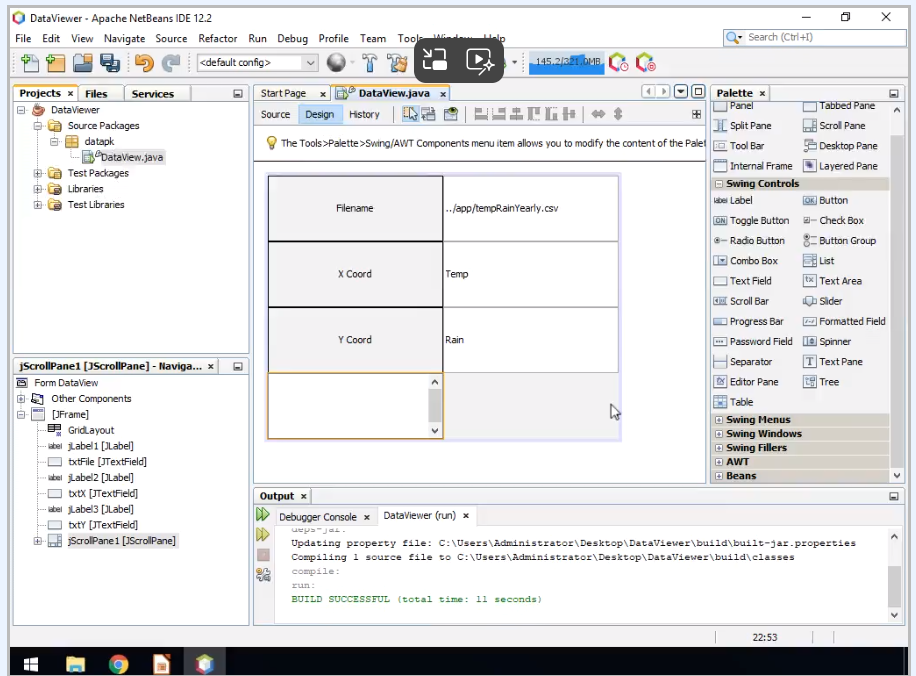 DataViewer - Apache NetBeans IDE 12.2
File Edit View Navigate Source Refactor Run Debug Profile Team Tools Window Help
Search (Ctrl+I)
<default config>
145.2/321.0MB
Projects × Files Services
DataViewer
Source Packages
datapk
DataView.java
Test Packages
Libraries
Test Libraries
Start Page × DataView.java ×
Source Design History
The Tools>Palette>Swing/AWT Components menu item allows you to modify the content of the Palet
Filename
../app/tempRainYearly.csv
X Coord
Temp
Y Coord
Rain
Palette ×
Panel Tabbed Pane
Split Pane Scroll Pane
Tool Bar Desktop Pane
Internal Frame Layered Pane
Swing Controls
label Label OK Button
ON Toggle Button Check Box
Radio Button Button Group
Combo Box List
Text Field tx Text Area
Scroll Bar Slider
Progress Bar Formatted Field
Password Field Spinner
Separator T Text Pane
Editor Pane Tree
Table
Swing Menus
Swing Windows
Swing Fillers
AWT
Beans
jScrollPane1 [JScrollPane] - Naviga... ×
Form DataView
Other Components
[JFrame]
GridLayout
label jLabel1 [JLabel]
txtFile [JTextField]
label jLabel2 [JLabel]
txtX [JTextField]
label jLabel3 [JLabel]
txtY [JTextField]
jScrollPane1 [JScrollPane]
Output ×
Debugger Console × DataViewer (run) ×
deps-jar:
Updating property file: C:\Users\Administrator\Desktop\DataViewer\build\built-jar.properties
Compiling 1 source file to C:\Users\Administrator\Desktop\DataViewer\build\classes
compile:
run:
BUILD SUCCESSFUL (total time: 11 seconds)
22:53